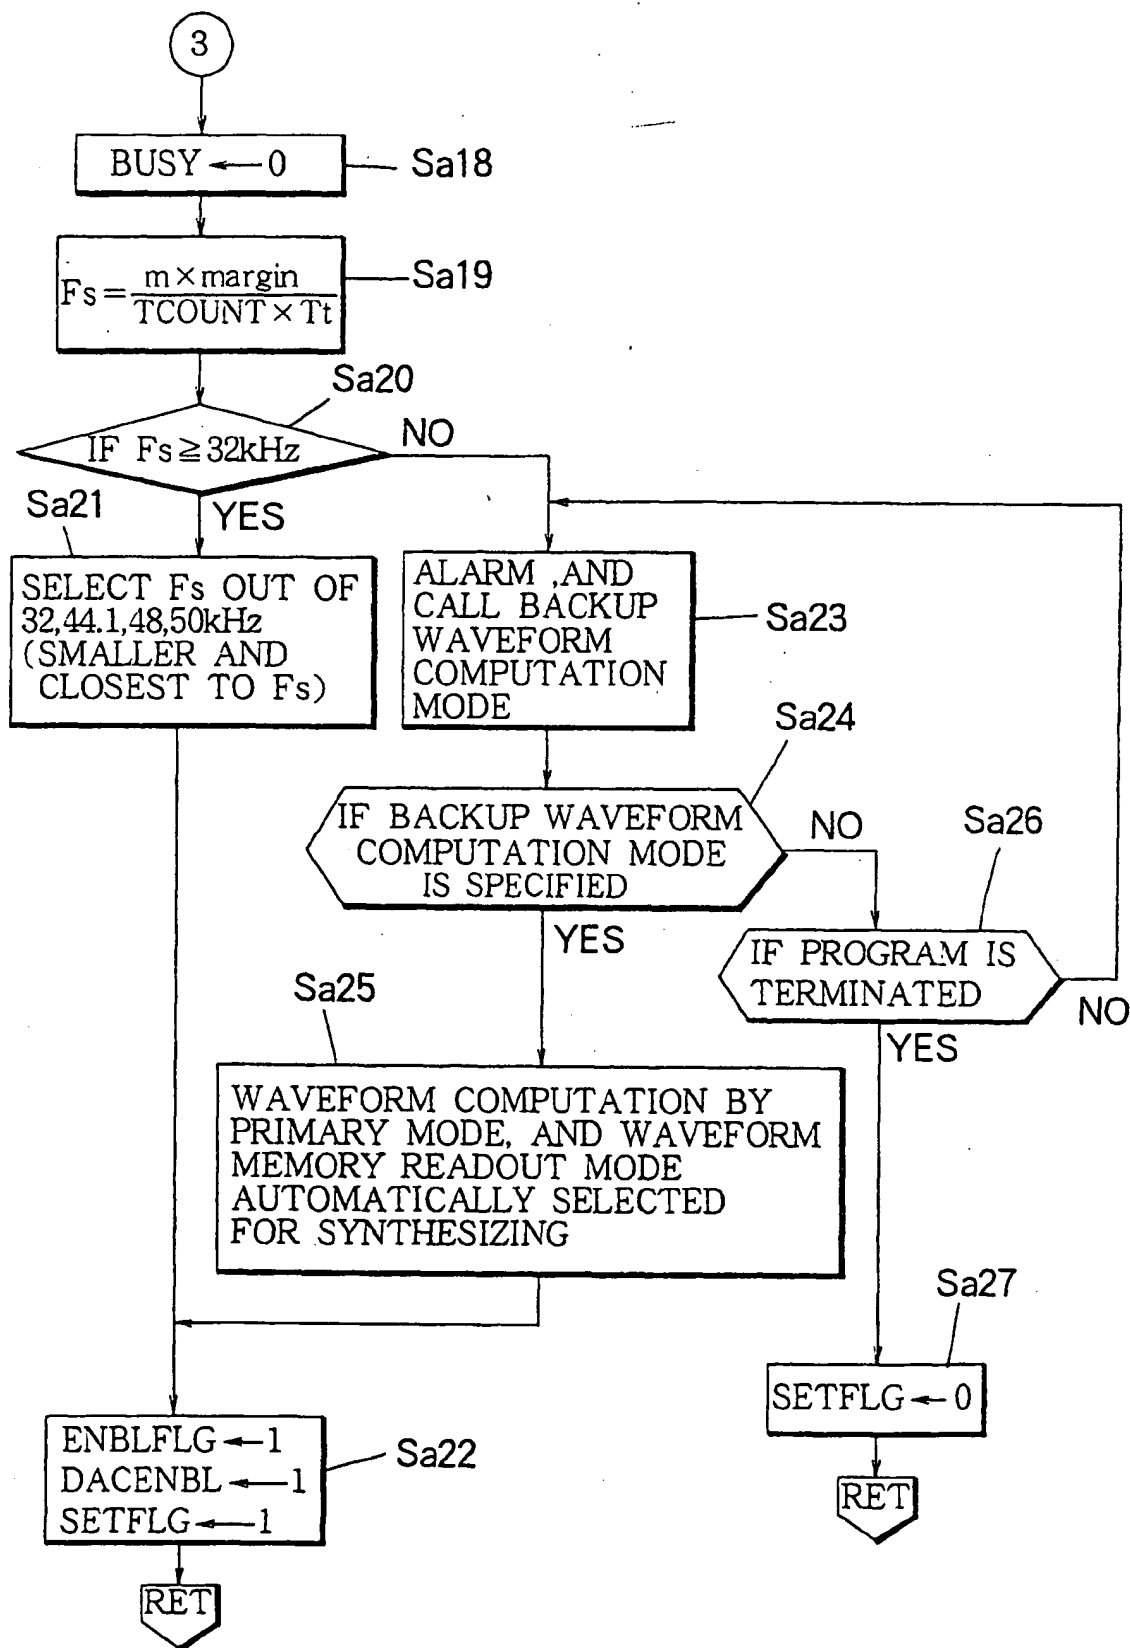 3
BUSY ← 0
Sa18
Fs = m × margin / TCOUNT × Tt
Sa19
Sa20
IF Fs ≧ 32kHz
NO
YES
Sa21
SELECT Fs OUT OF
32,44.1,48,50kHz
(SMALLER AND
CLOSEST TO Fs)
ALARM ,AND
CALL BACKUP
WAVEFORM
COMPUTATION
MODE
Sa23
Sa24
IF BACKUP WAVEFORM
COMPUTATION MODE
IS SPECIFIED
NO
YES
Sa26
IF PROGRAM IS
TERMINATED
NO
YES
Sa25
WAVEFORM COMPUTATION BY
PRIMARY MODE, AND WAVEFORM
MEMORY READOUT MODE
AUTOMATICALLY SELECTED
FOR SYNTHESIZING
Sa27
SETFLG ← 0
RET
ENBLFLG ← 1
DACENBL ← 1
SETFLG ← 1
Sa22
RET